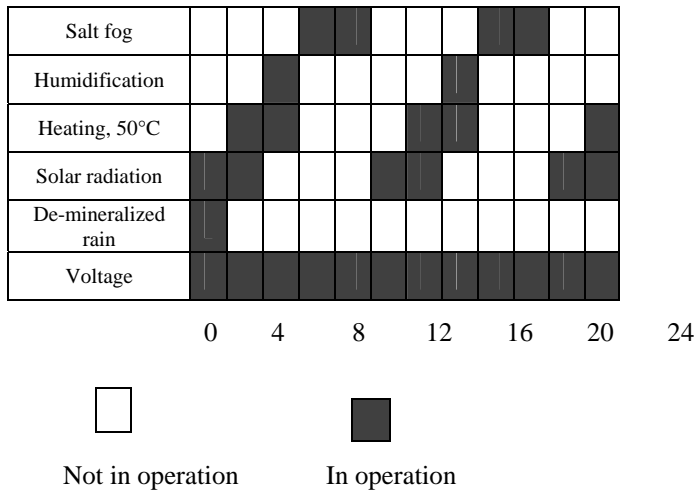 Salt fog
Humidification
Heating, 50°C
Solar radiation
De-mineralized
rain
Voltage
0 4 8 12 16 20 24
Not in operation In operation